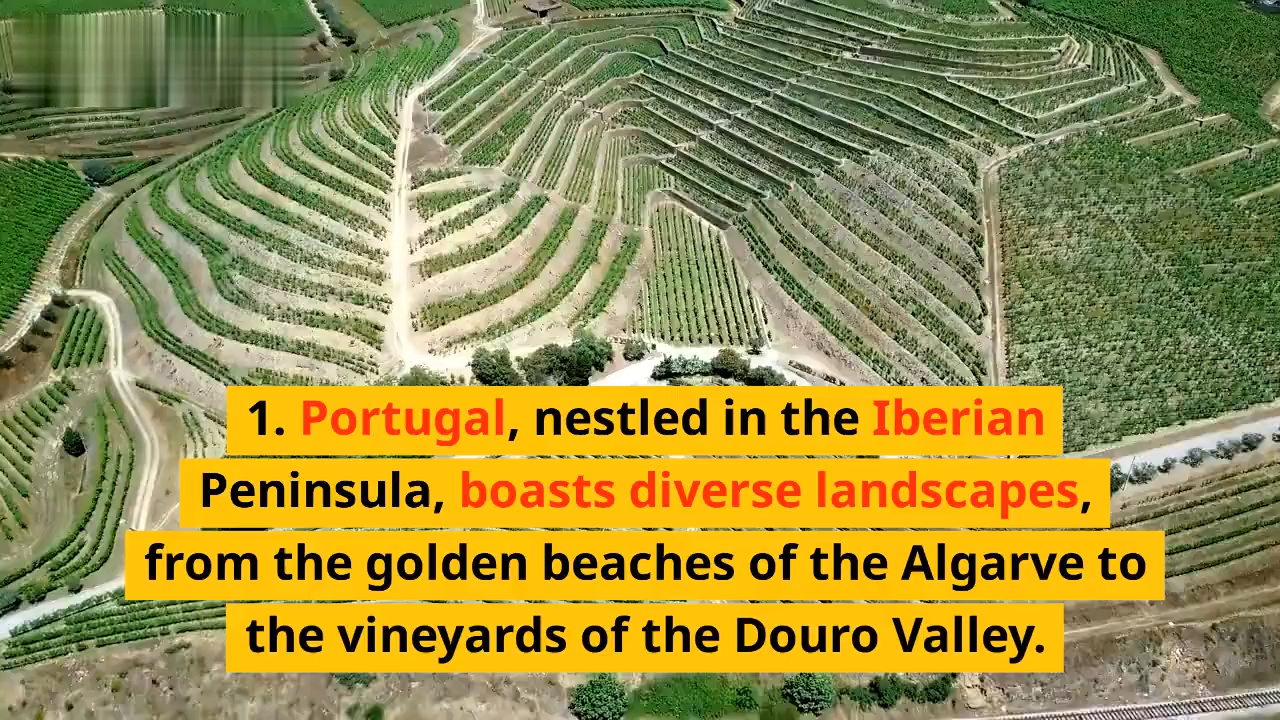 1. Portugal, nestled in the Iberian
Peninsula, boasts diverse landscapes,
from the golden beaches of the Algarve to
the vineyards of the Douro Valley.